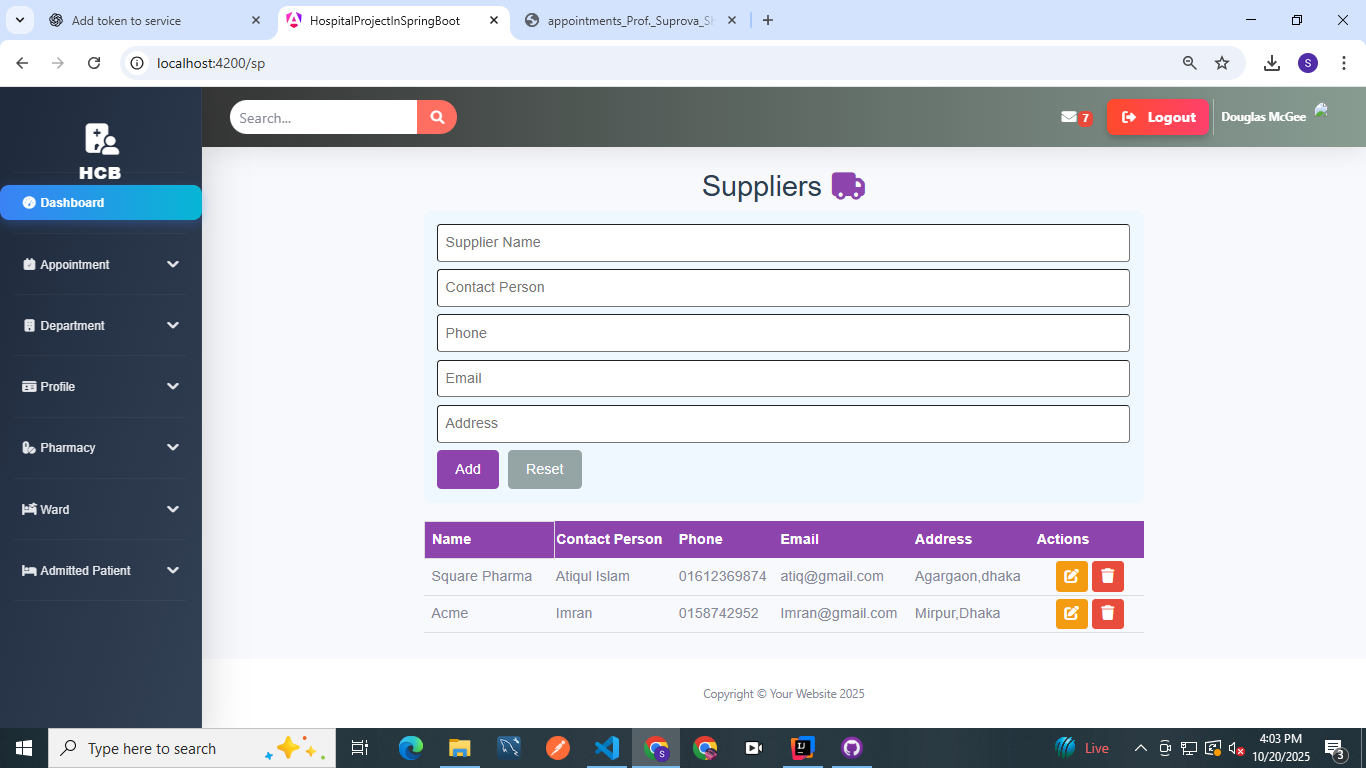 Add token to service
HospitalProjectInSpringBoot
appointments_Prof._Suprova_S
localhost:4200/sp
S
HCB
Search...
7
Logout
Douglas McGee
Dashboard
Appointment
Department
Profile
Pharmacy
Ward
Admitted Patient
Suppliers
Supplier Name
Contact Person
Phone
Email
Address
Add Reset
Name Contact Person Phone Email Address Actions
Square Pharma Atiqul Islam 01612369874 atiq@gmail.com Agargaon,dhaka
Acme Imran 0158742952 Imran@gmail.com Mirpur,Dhaka
Copyright © Your Website 2025
Type here to search
Live
4:03 PM
10/20/2025
3